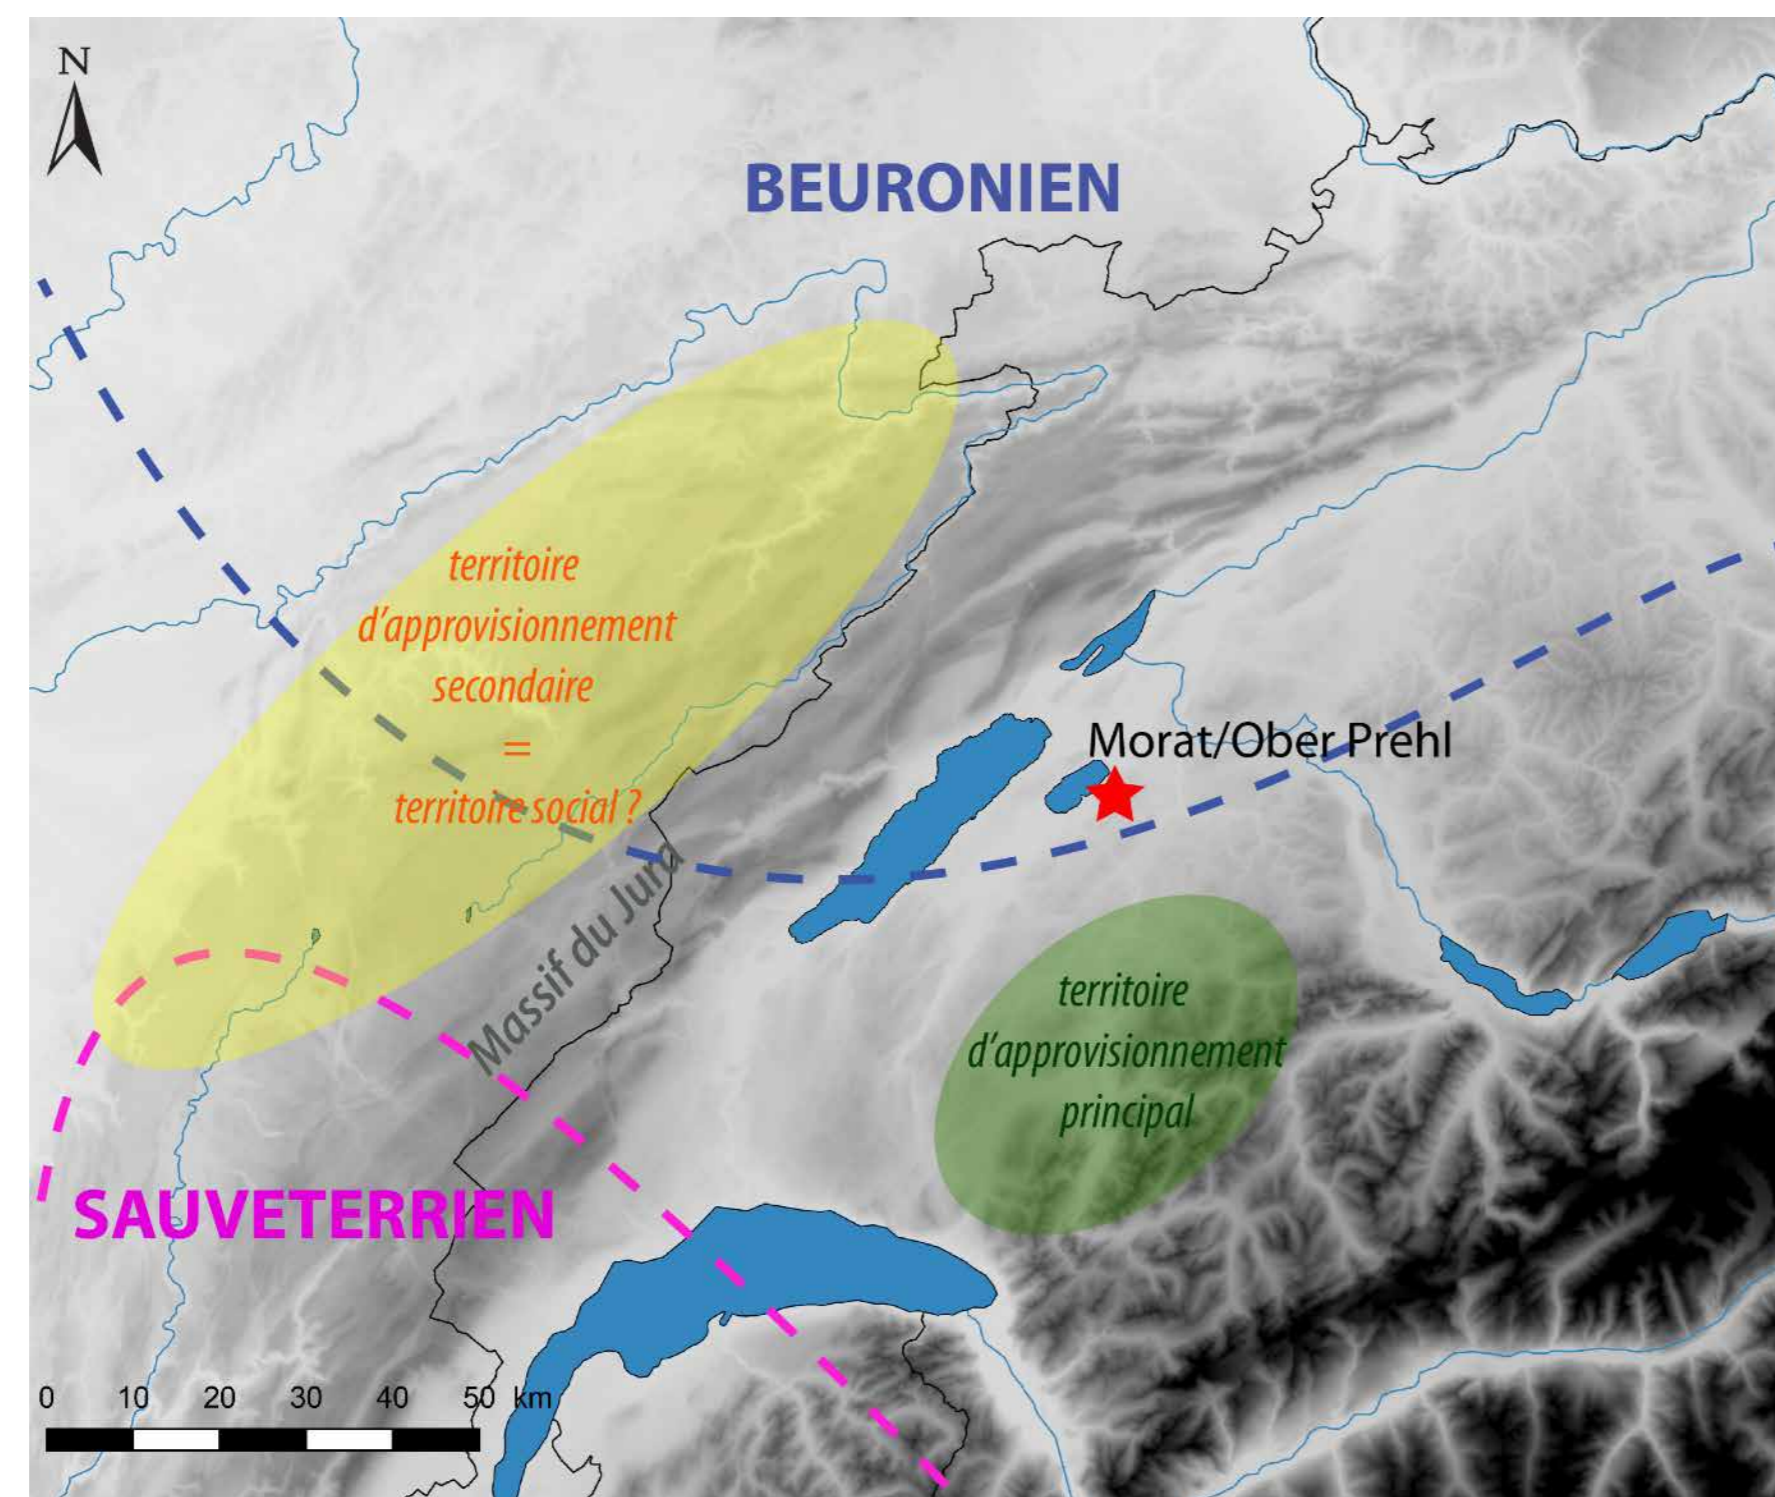 N
BEURONIEN
territoire
d'approvisionnement
secondaire
=
territoire social ?
Morat/Ober Prehl
Massif du Jura
territoire
d'approvisionnement
principal
SAUVETERRIEN
0 10 20 30 40 50 km